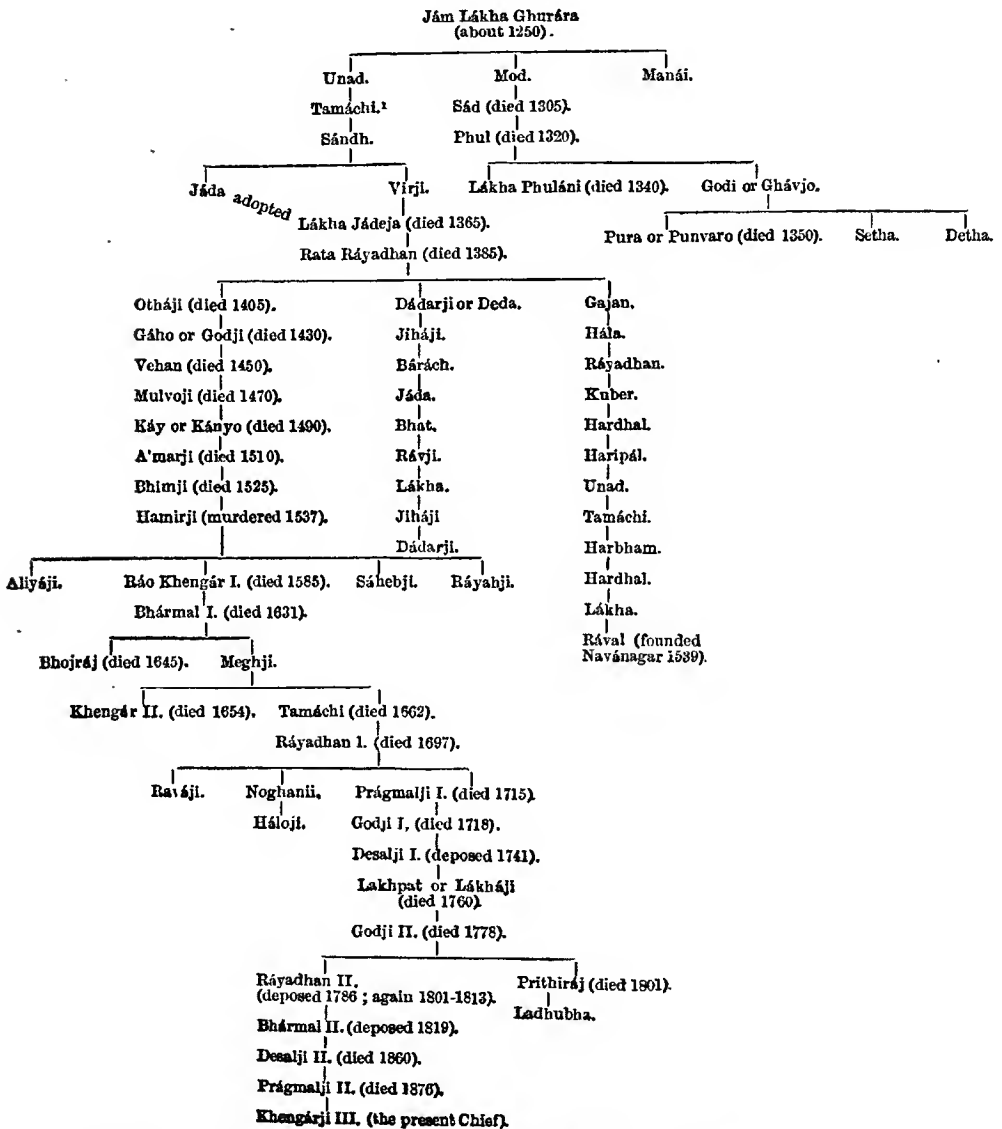 Jám Lákha Ghurára
(about 1250).
Unad. Mod. Manái.
Tamáchi.¹ Sád (died 1305).
Sándh. Phul (died 1320).
Jáda adopted Virji. Lákha Phuláni (died 1340). Godi or Ghávjo.
Lákha Jádeja (died 1365). Pura or Punvaro (died 1350). Setha. Detha.
Rata Ráyadhan (died 1385).
Otháji (died 1405). Dádarji or Deda. Gajan.
Gáho or Godji (died 1430). Jiháji. Hála.
Vehan (died 1450). Bárách. Ráyadhan.
Mulvoji (died 1470). Jáda. Kuber.
Káy or Kányo (died 1490). Bhat. Hardhal.
A'marji (died 1510). Rávji. Haripál.
Bhimji (died 1525). Lákha. Unad.
Hamirji (murdered 1537). Jiháji Tamáchi.
Dádarji. Harbham.
Aliyáji. Ráo Khengár I. (died 1585). Sáhebji. Ráyahji. Hardhal.
Bhármal I. (died 1631). Lákha.
Bhojráj (died 1645). Meghji. Rával (founded
Navánagar 1539).
Khengár II. (died 1654). Tamáchi (died 1662).
Ráyadhan 1. (died 1697).
Raváji. Noghanii. Prágmalji I. (died 1715).
Háloji. Godji I, (died 1718).
Desalji I. (deposed 1741).
Lakhpat or Lákháji
(died 1760).
Godji II. (died 1778).
Ráyadhan II. Prithiráj (died 1801).
(deposed 1786 ; again 1801-1813). Ladhubha.
Bhármal II. (deposed 1819).
Desalji II. (died 1860).
Prágmalji II. (died 1876).
Khengárji III. (the present Chief).